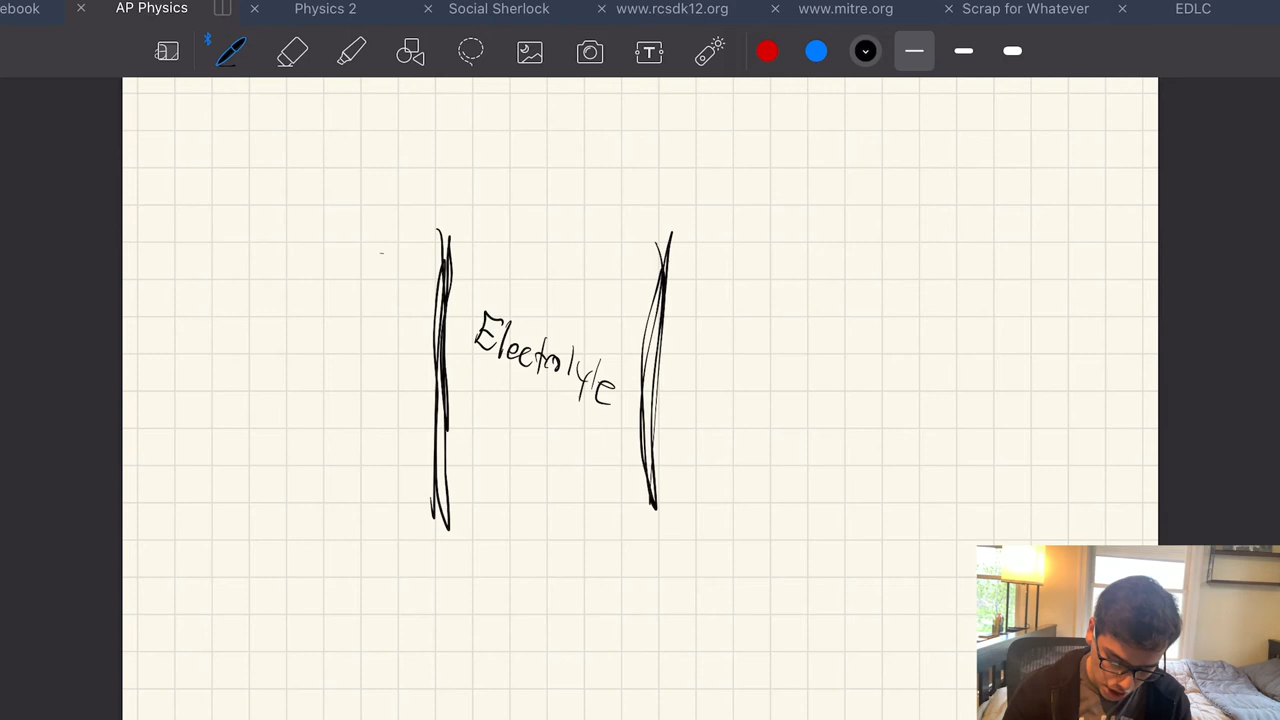 ebook AP Physics Physics 2 Social Sherlock www.rcsdk12.org www.mitre.org Scrap for Whatever EDLC
T
Electrolyte